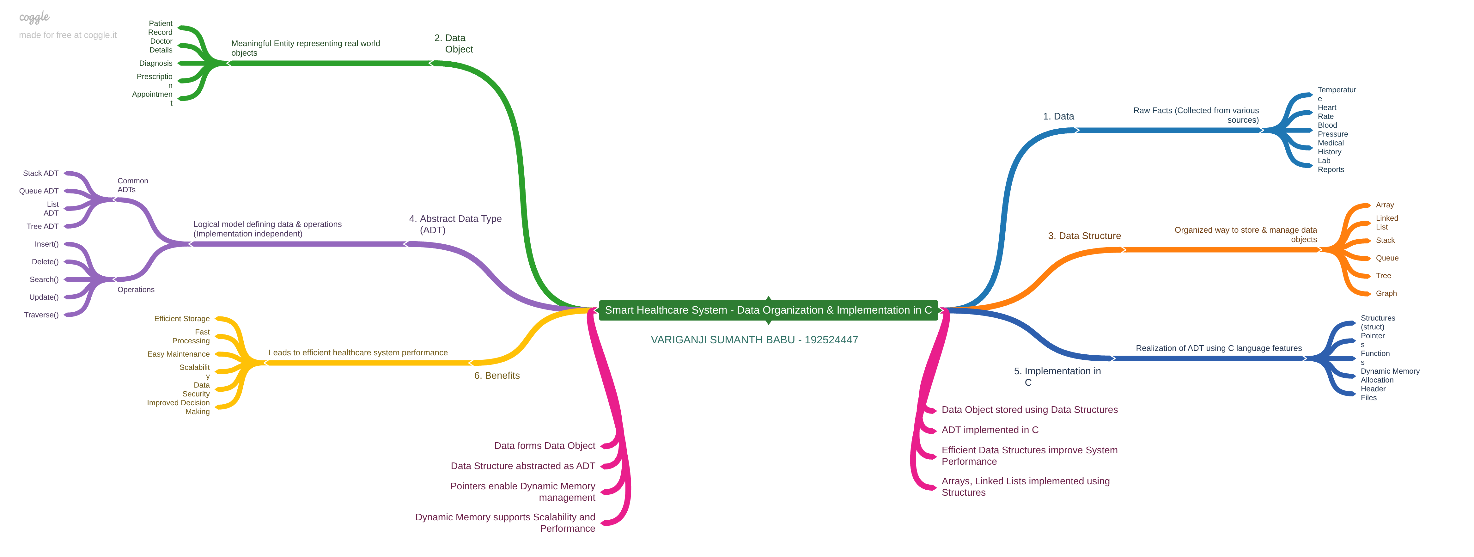 coggle
made for free at coggle.it
Smart Healthcare System - Data Organization & Implementation in C
VARIGANJI SUMANTH BABU - 192524447
1. Data
Raw Facts (Collected from various
sources)
Temperatur
e
Heart
Rate
Blood
Pressure
Medical
History
Lab
Reports
2. Data
Object
Meaningful Entity representing real world
objects
Patient
Record
Doctor
Details
Diagnosis
Prescriptio
n
Appointmen
t
3. Data Structure
Organized way to store & manage data
objects
Array
Linked
List
Stack
Queue
Tree
Graph
4. Abstract Data Type
(ADT)
Logical model defining data & operations
(Implementation independent)
Common
ADTs
Stack ADT
Queue ADT
List
ADT
Tree ADT
Operations
Insert()
Delete()
Search()
Update()
Traverse()
5. Implementation in
C
Realization of ADT using C language features
Structures
(struct)
Pointer
s
Function
s
Dynamic Memory
Allocation
Header
Files
6. Benefits
Leads to efficient healthcare system performance
Efficient Storage
Fast
Processing
Easy Maintenance
Scalabilit
y
Data
Security
Improved Decision
Making
Data forms Data Object
Data Structure abstracted as ADT
Pointers enable Dynamic Memory
management
Dynamic Memory supports Scalability and
Performance
Data Object stored using Data Structures
ADT implemented in C
Efficient Data Structures improve System
Performance
Arrays, Linked Lists implemented using
Structures